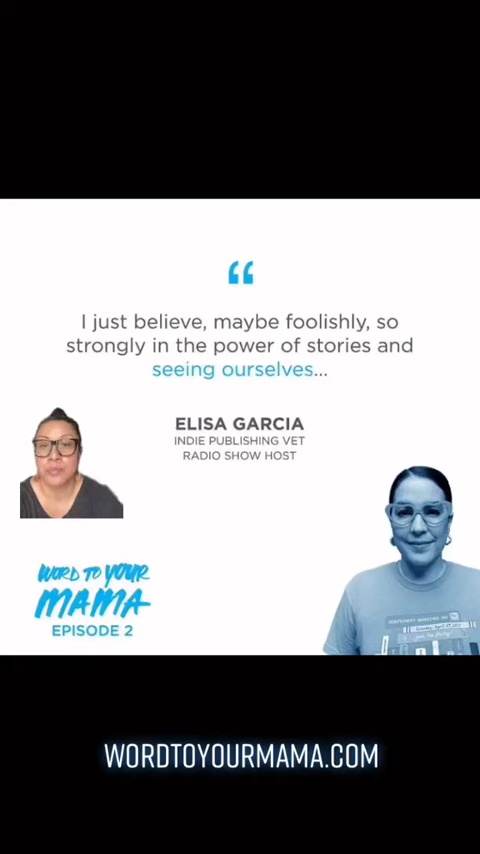 “
I just believe, maybe foolishly, so
strongly in the power of stories and
seeing ourselves...
ELISA GARCIA
INDIE PUBLISHING VET
RADIO SHOW HOST
WORD TO YOUR
MAMA
EPISODE 2
WORDTOYOURMAMA.COM